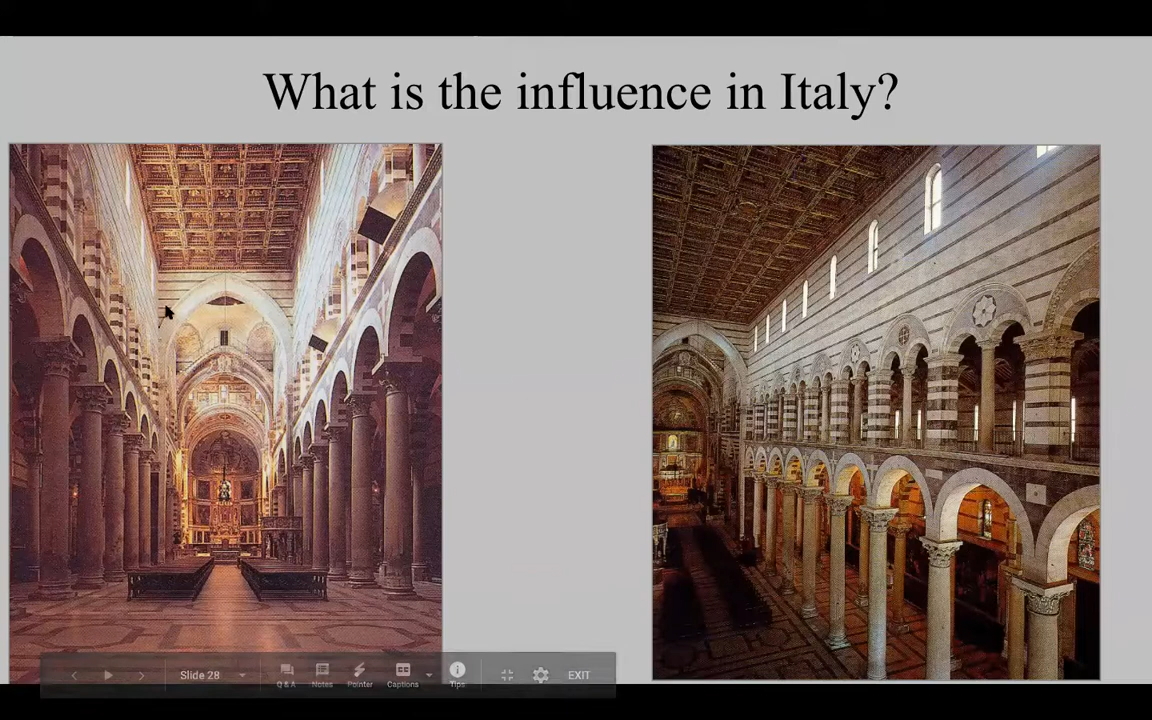 What is the influence in Italy?
Slide 28
Q & A
Notes
Pointer
Captions
Tips
EXIT